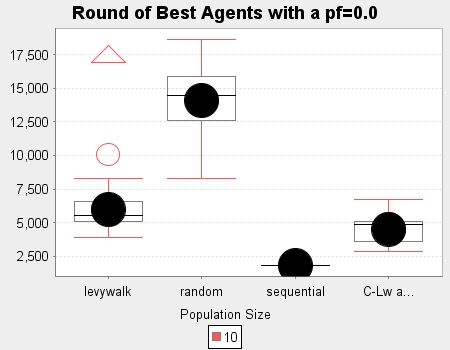 Round of Best Agents with a pf=0.0
17,500
15,000
12,500
10,000
7,500
5,000
2,500
levywalk random sequential C-Lw a...
Population Size
10